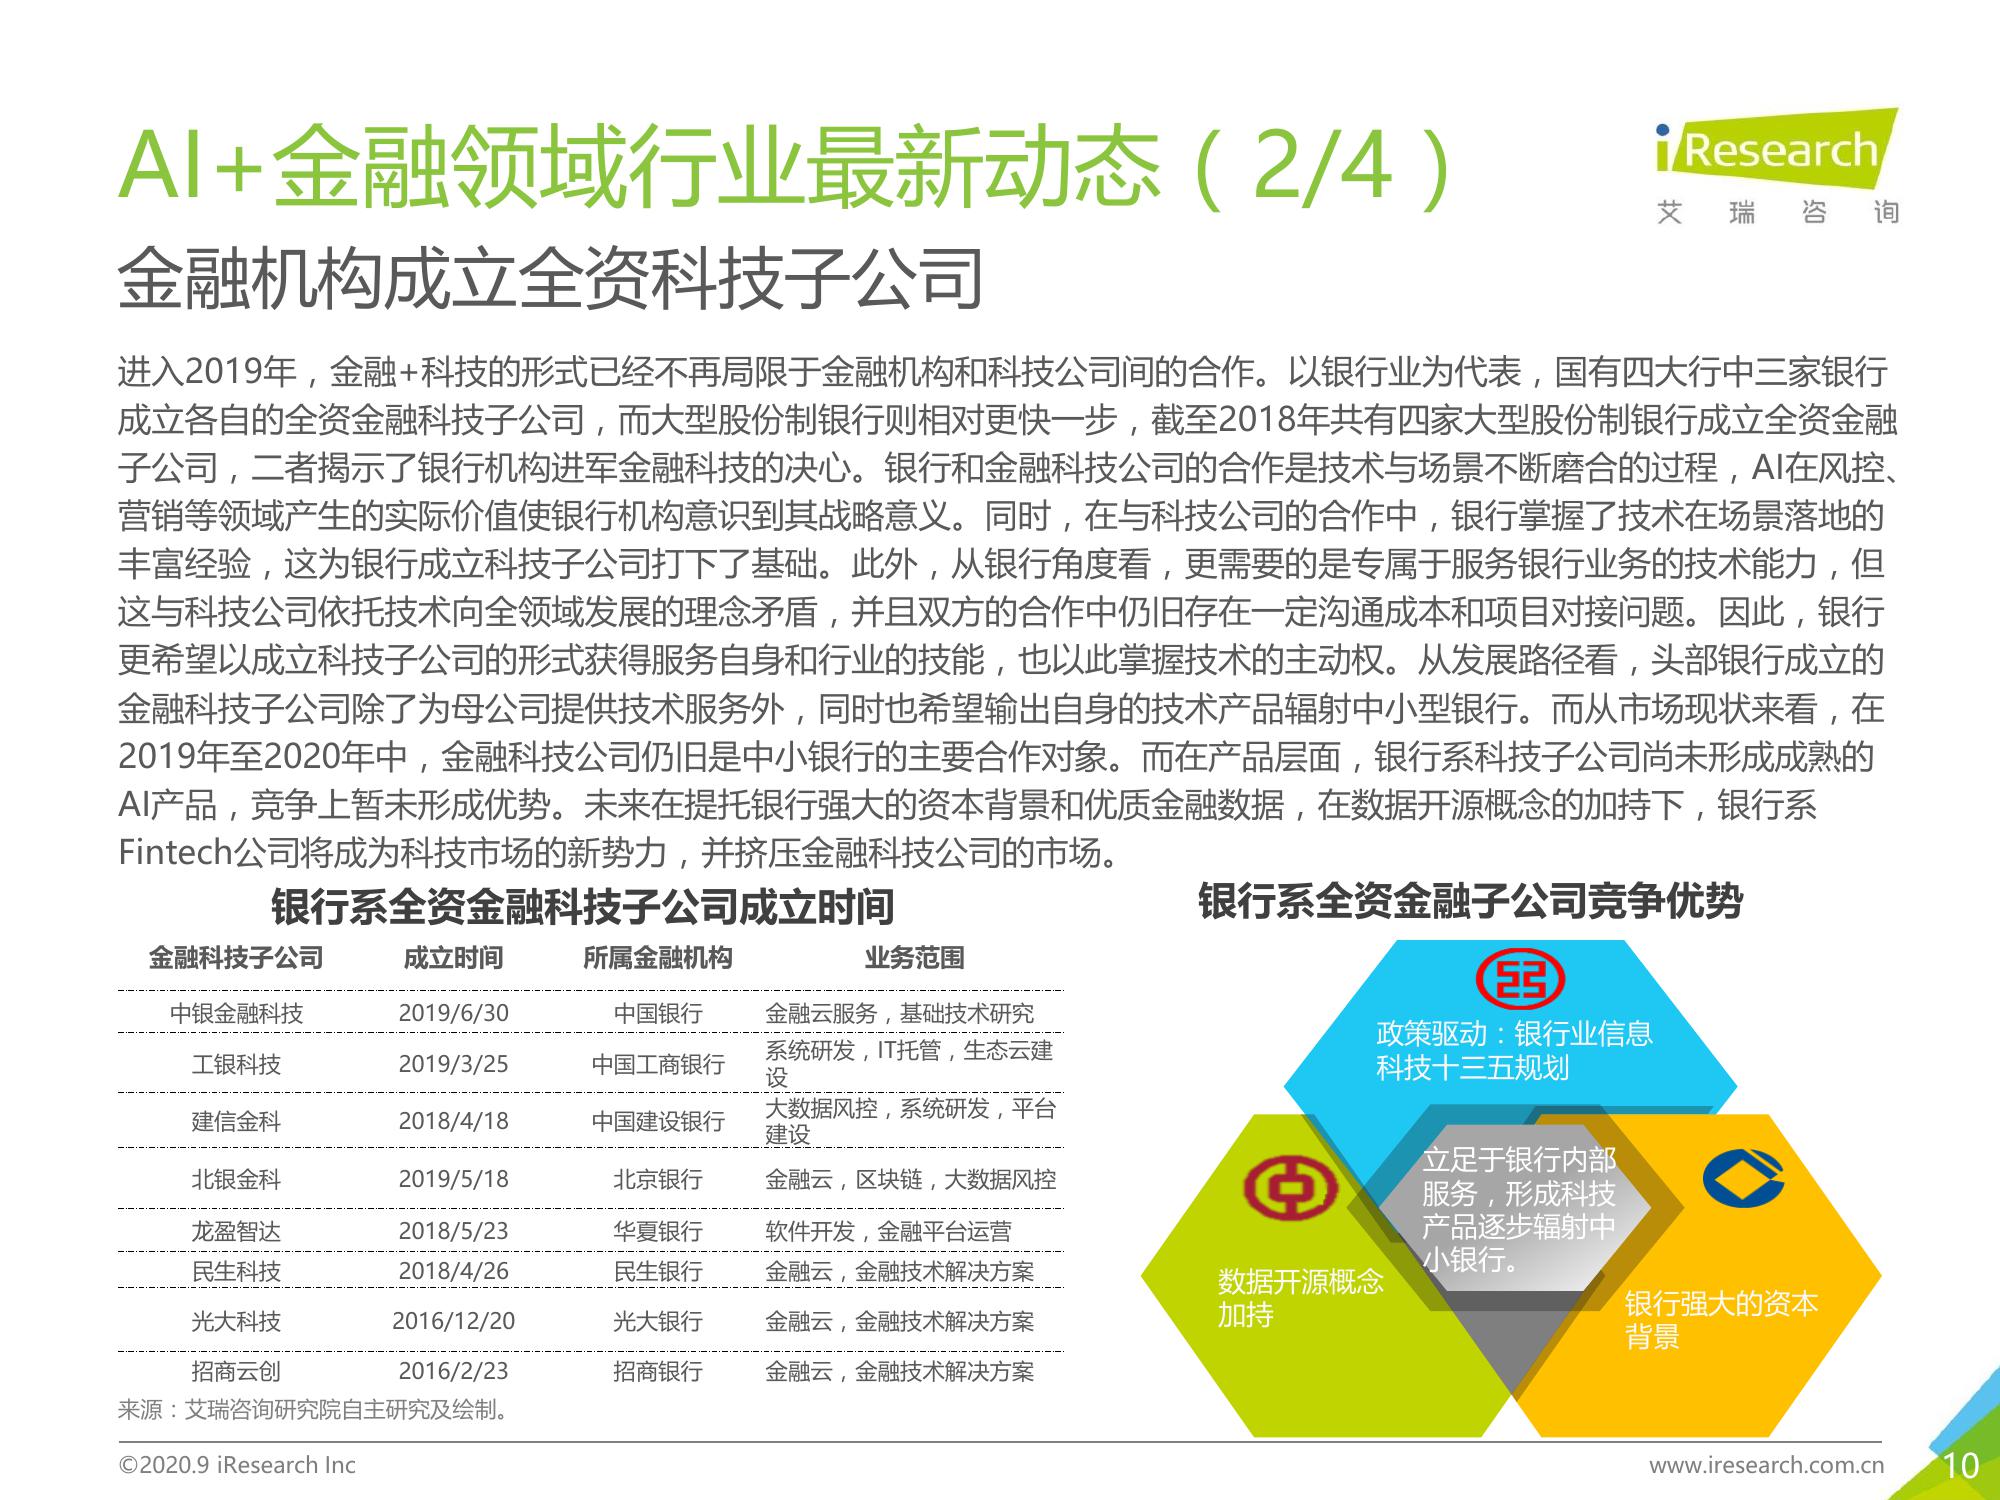 AI+金融领域行业最新动态（2/4）
iResearch
艾瑞咨询
金融机构成立全资科技子公司
进入2019年，金融+科技的形式已经不再局限于金融机构和科技公司间的合作。以银行业为代表，国有四大行中三家银行
成立各自的全资金融科技子公司，而大型股份制银行则相对更快一步，截至2018年共有四家大型股份制银行成立全资金融
子公司，二者揭示了银行机构进军金融科技的决心。银行和金融科技公司的合作是技术与场景不断磨合的过程，AI在风控、
营销等领域产生的实际价值使银行机构意识到其战略意义。同时，在与科技公司的合作中，银行掌握了技术在场景落地的
丰富经验，这为银行成立科技子公司打下了基础。此外，从银行角度看，更需要的是专属于服务银行业务的技术能力，但
这与科技公司依托技术向全领域发展的理念矛盾，并且双方的合作中仍旧存在一定沟通成本和项目对接问题。因此，银行
更希望以成立科技子公司的形式获得服务自身和行业的技能，也以此掌握技术的主动权。从发展路径看，头部银行成立的
金融科技子公司除了为母公司提供技术服务外，同时也希望输出自身的技术产品辐射中小型银行。而从市场现状来看，在
2019年至2020年中，金融科技公司仍旧是中小银行的主要合作对象。而在产品层面，银行系科技子公司尚未形成成熟的
AI产品，竞争上暂未形成优势。未来在提托银行强大的资本背景和优质金融数据，在数据开源概念的加持下，银行系
Fintech公司将成为科技市场的新势力，并挤压金融科技公司的市场。
银行系全资金融科技子公司成立时间
金融科技子公司 成立时间 所属金融机构 业务范围
中银金融科技 2019/6/30 中国银行 金融云服务，基础技术研究
工银科技 2019/3/25 中国工商银行 系统研发，IT托管，生态云建
设
建信金科 2018/4/18 中国建设银行 大数据风控，系统研发，平台
建设
北银金科 2019/5/18 北京银行 金融云，区块链，大数据风控
龙盈智达 2018/5/23 华夏银行 软件开发，金融平台运营
民生科技 2018/4/26 民生银行 金融云，金融技术解决方案
光大科技 2016/12/20 光大银行 金融云，金融技术解决方案
招商云创 2016/2/23 招商银行 金融云，金融技术解决方案
来源：艾瑞咨询研究院自主研究及绘制。
银行系全资金融子公司竞争优势
政策驱动：银行业信息
科技十三五规划
立足于银行内部
服务，形成科技
产品逐步辐射中
小银行。
数据开源概念
加持
银行强大的资本
背景
©2020.9 iResearch Inc
www.iresearch.com.cn
10